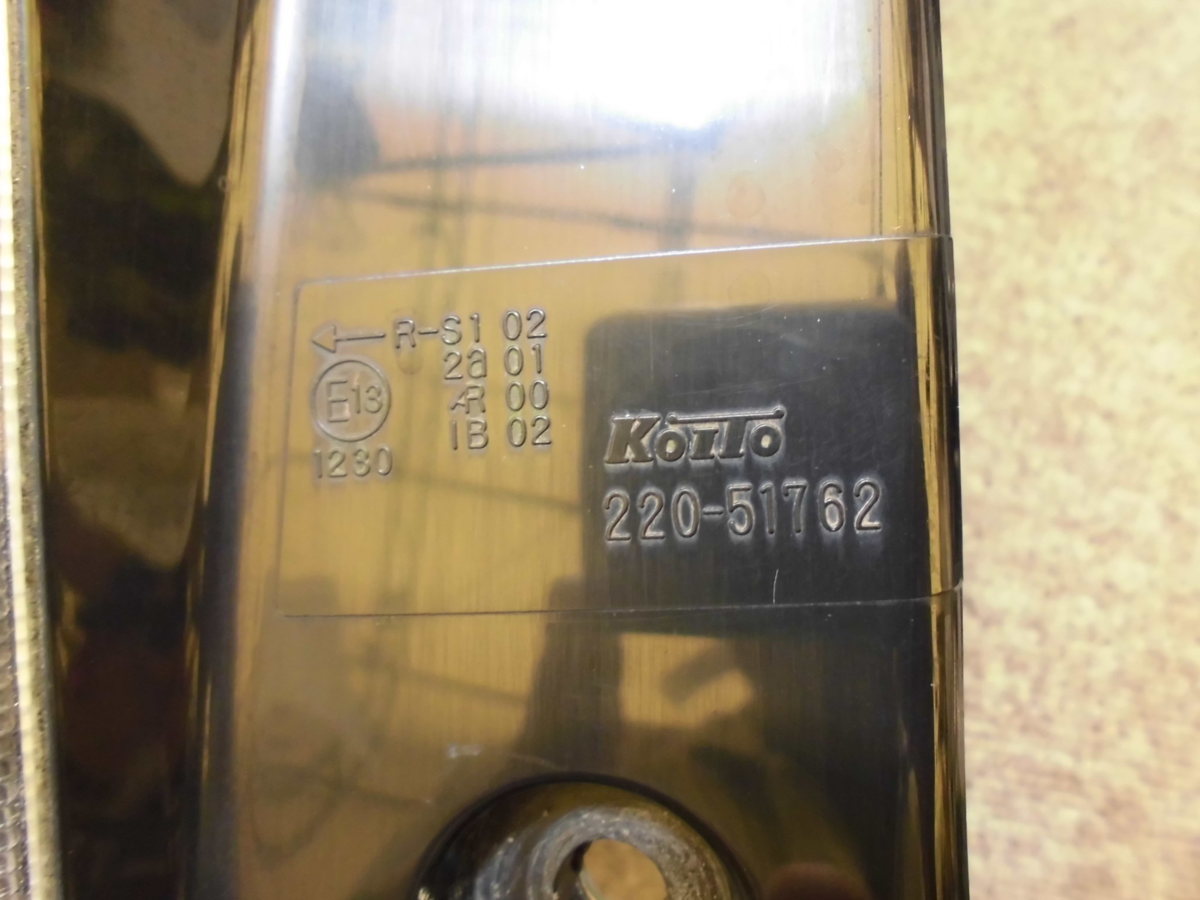 ← R-S1 02
2a 01
AR 00
IB 02
E13
1230
KOITO
220-51762